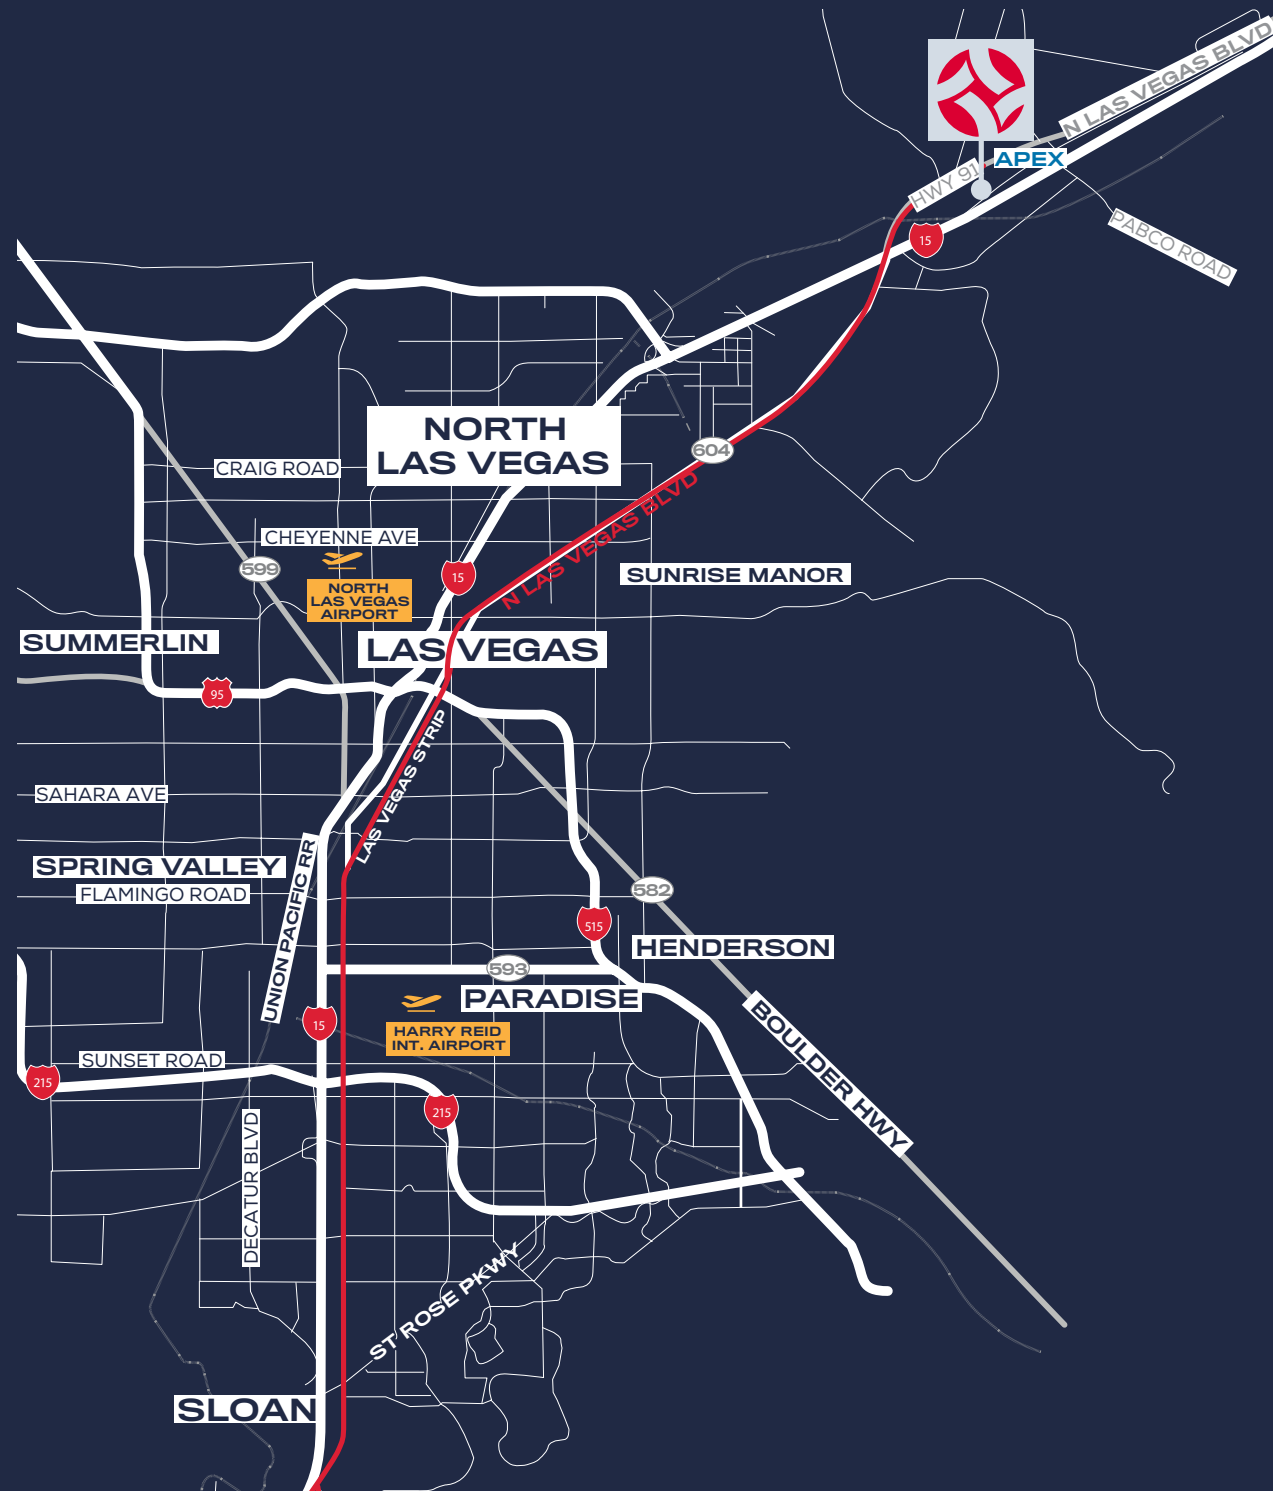 N LAS VEGAS BLVD
APEX
HWY 91
PABCO ROAD
15
NORTH
LAS VEGAS
604
CRAIG ROAD
N LAS VEGAS BLVD
CHEYENNE AVE
599
15
SUNRISE MANOR
NORTH
LAS VEGAS
AIRPORT
SUMMERLIN
LAS VEGAS
95
LAS VEGAS STRIP
SAHARA AVE
SPRING VALLEY
FLAMINGO ROAD
UNION PACIFIC RR
582
515
HENDERSON
593
PARADISE
15
HARRY REID
INT. AIRPORT
BOULDER HWY
SUNSET ROAD
215
215
DECATUR BLVD
ST ROSE PKWY
SLOAN